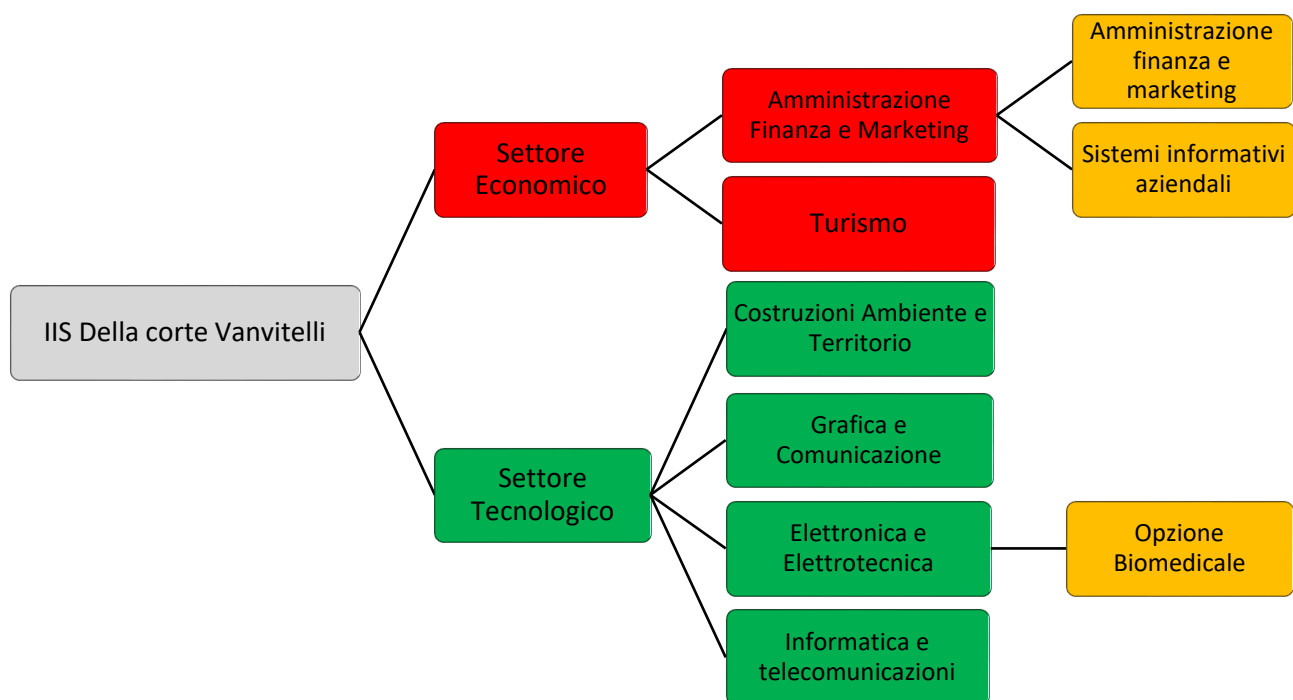 IIS Della corte Vanvitelli
Settore
Economico
Amministrazione
Finanza e Marketing
Amministrazione
finanza e
marketing
Sistemi informativi
aziendali
Turismo
Settore
Tecnologico
Costruzioni Ambiente e
Territorio
Grafica e
Comunicazione
Elettronica e
Elettrotecnica
Opzione
Biomedicale
Informatica e
telecomunicazioni